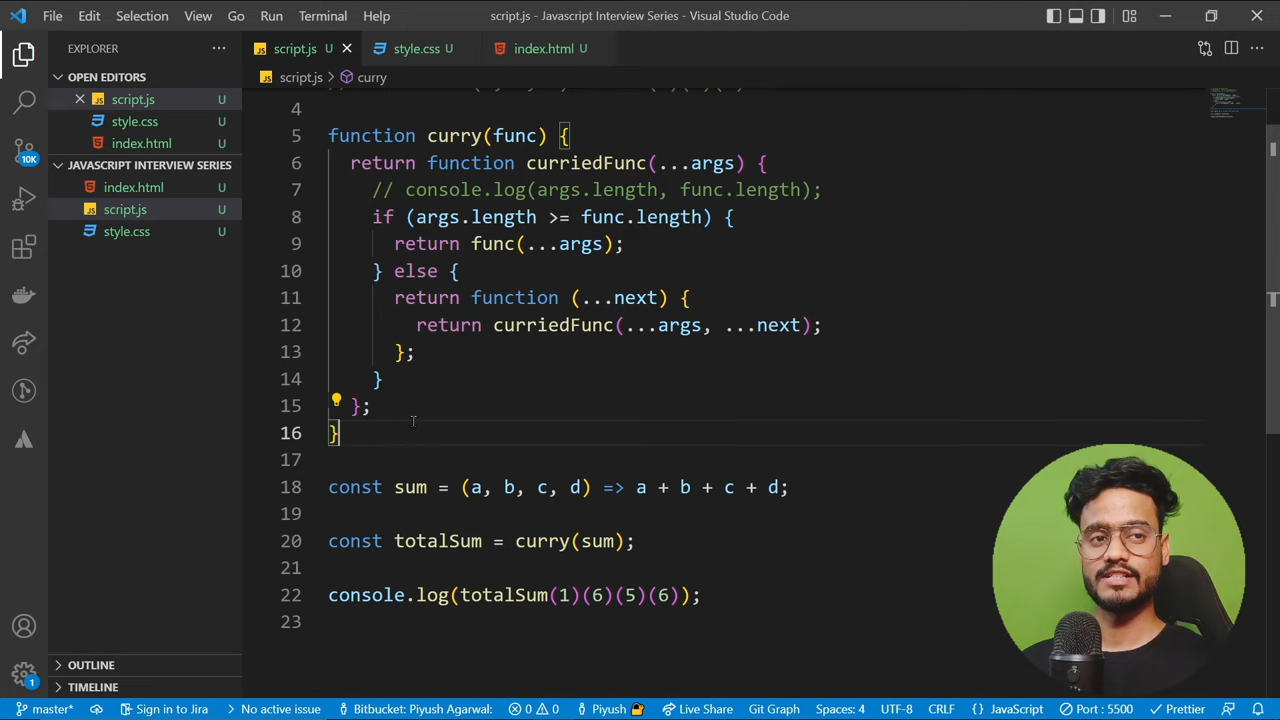 File Edit Selection View Go Run Terminal Help script.js - Javascript Interview Series - Visual Studio Code
EXPLORER ···
script.js U
style.css U
index.html U
script.js > curry
OPEN EDITORS
script.js U
style.css U
index.html U
JAVASCRIPT INTERVIEW SERIES
index.html U
script.js U
style.css U
10K
1
4
5 function curry(func) {
6 return function curriedFunc(...args) {
7 // console.log(args.length, func.length);
8 if (args.length >= func.length) {
9 return func(...args);
10 } else {
11 return function (...next) {
12 return curriedFunc(...args, ...next);
13 };
14 }
15 };
16 }
17
18 const sum = (a, b, c, d) => a + b + c + d;
19
20 const totalSum = curry(sum);
21
22 console.log(totalSum(1)(6)(5)(6));
23
OUTLINE
TIMELINE
master* Sign in to Jira No active issue Bitbucket: Piyush Agarwal: 0 0 Piyush Live Share Git Graph Spaces: 4 UTF-8 CRLF {} JavaScript Port : 5500 Prettier